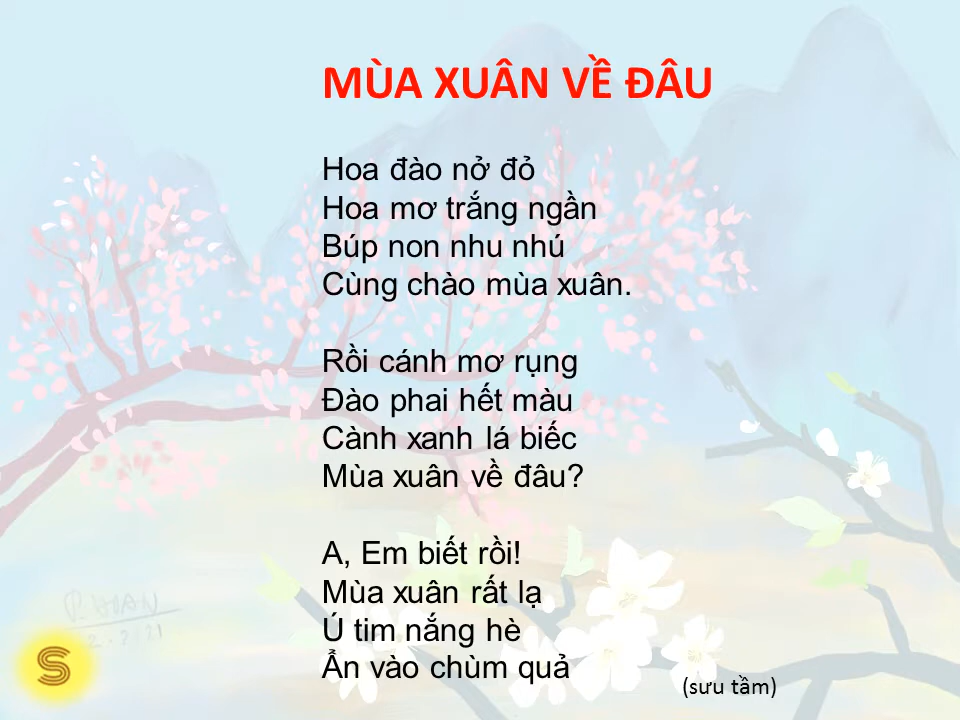 MÙA XUÂN VỀ ĐÂU
Hoa đào nở đỏ
Hoa mơ trắng ngần
Búp non nhu nhú
Cùng chào mùa xuân.
Rồi cánh mơ rụng
Đào phai hết màu
Cành xanh lá biếc
Mùa xuân về đâu?
A, Em biết rồi!
Mùa xuân rất lạ
Ú tim nắng hè
Ẩn vào chùm quả
(sưu tầm)
S